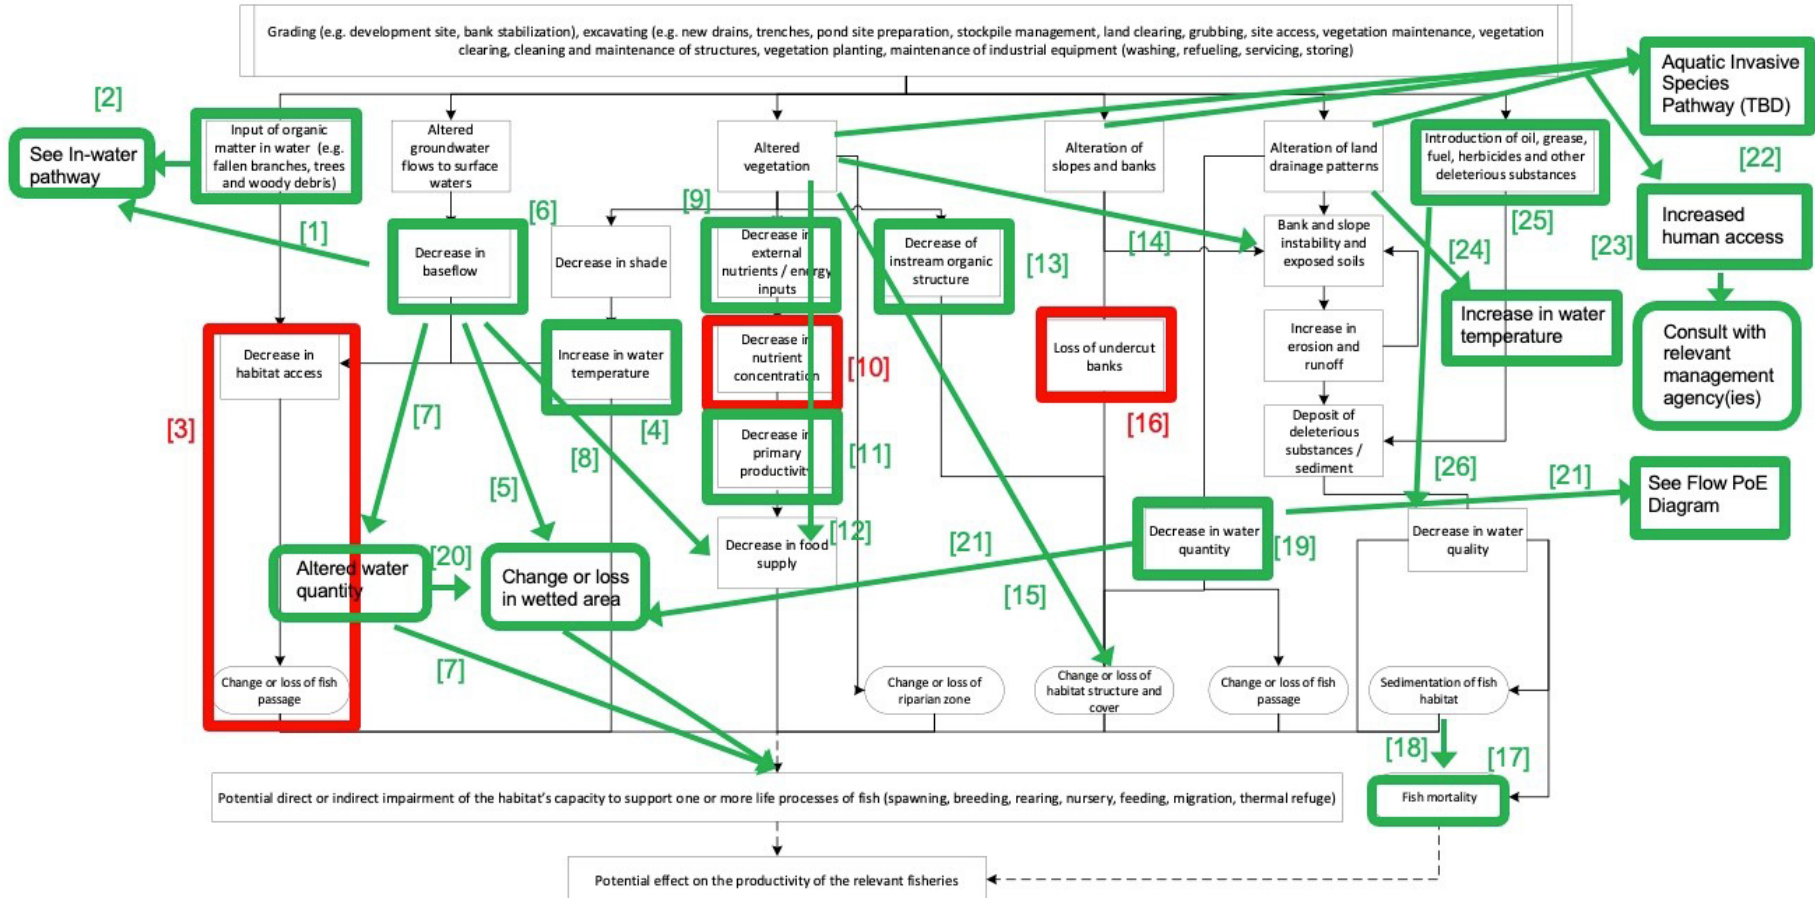 Grading (e.g. development site, bank stabilization), excavating (e.g. new drains, trenches, pond site preparation, stockpile management, land clearing, grubbing, site access, vegetation maintenance, vegetation
clearing, cleaning and maintenance of structures, vegetation planting, maintenance of industrial equipment (washing, refueling, servicing, storing)
Aquatic Invasive
Species
Pathway (TBD)
[2]
See In-water
pathway
Input of organic
matter in water (e.g.
fallen branches, trees
and woody debris)
Altered
groundwater
flows to surface
waters
Altered
vegetation
Alteration of
slopes and banks
Alteration of land
drainage patterns
Introduction of oil, grease,
fuel, herbicides and other
deleterious substances
[22]
[1]
[6]
[9]
[13]
[14]
[24]
[25]
[23]
Increased
human access
Decrease in
baseflow
Decrease in shade
Decrease in
external
nutrients / energy
inputs
Decrease of
instream organic
structure
Bank and slope
instability and
exposed soils
Increase in water
temperature
Consult with
relevant
management
agency(ies)
Decrease in
habitat access
Increase in water
temperature
Decrease in
nutrient
concentration
[10]
Loss of undercut
banks
[16]
Increase in
erosion and
runoff
[3]
[7]
[5]
[8]
[4]
Decrease in
primary
productivity
[11]
Deposit of
deleterious
substances /
sediment
[26]
[21]
See Flow PoE
Diagram
[12]
Decrease in food
supply
[21]
Decrease in water
quantity
[19]
Decrease in water
quality
Altered water
quantity
[20]
Change or loss
in wetted area
[15]
[7]
Change or loss of fish
passage
Change or loss of
riparian zone
Change or loss of
habitat structure and
cover
Change or loss of fish
passage
Sedimentation of fish
habitat
[18]
[17]
Potential direct or indirect impairment of the habitat's capacity to support one or more life processes of fish (spawning, breeding, rearing, nursery, feeding, migration, thermal refuge)
Fish mortality
Potential effect on the productivity of the relevant fisheries